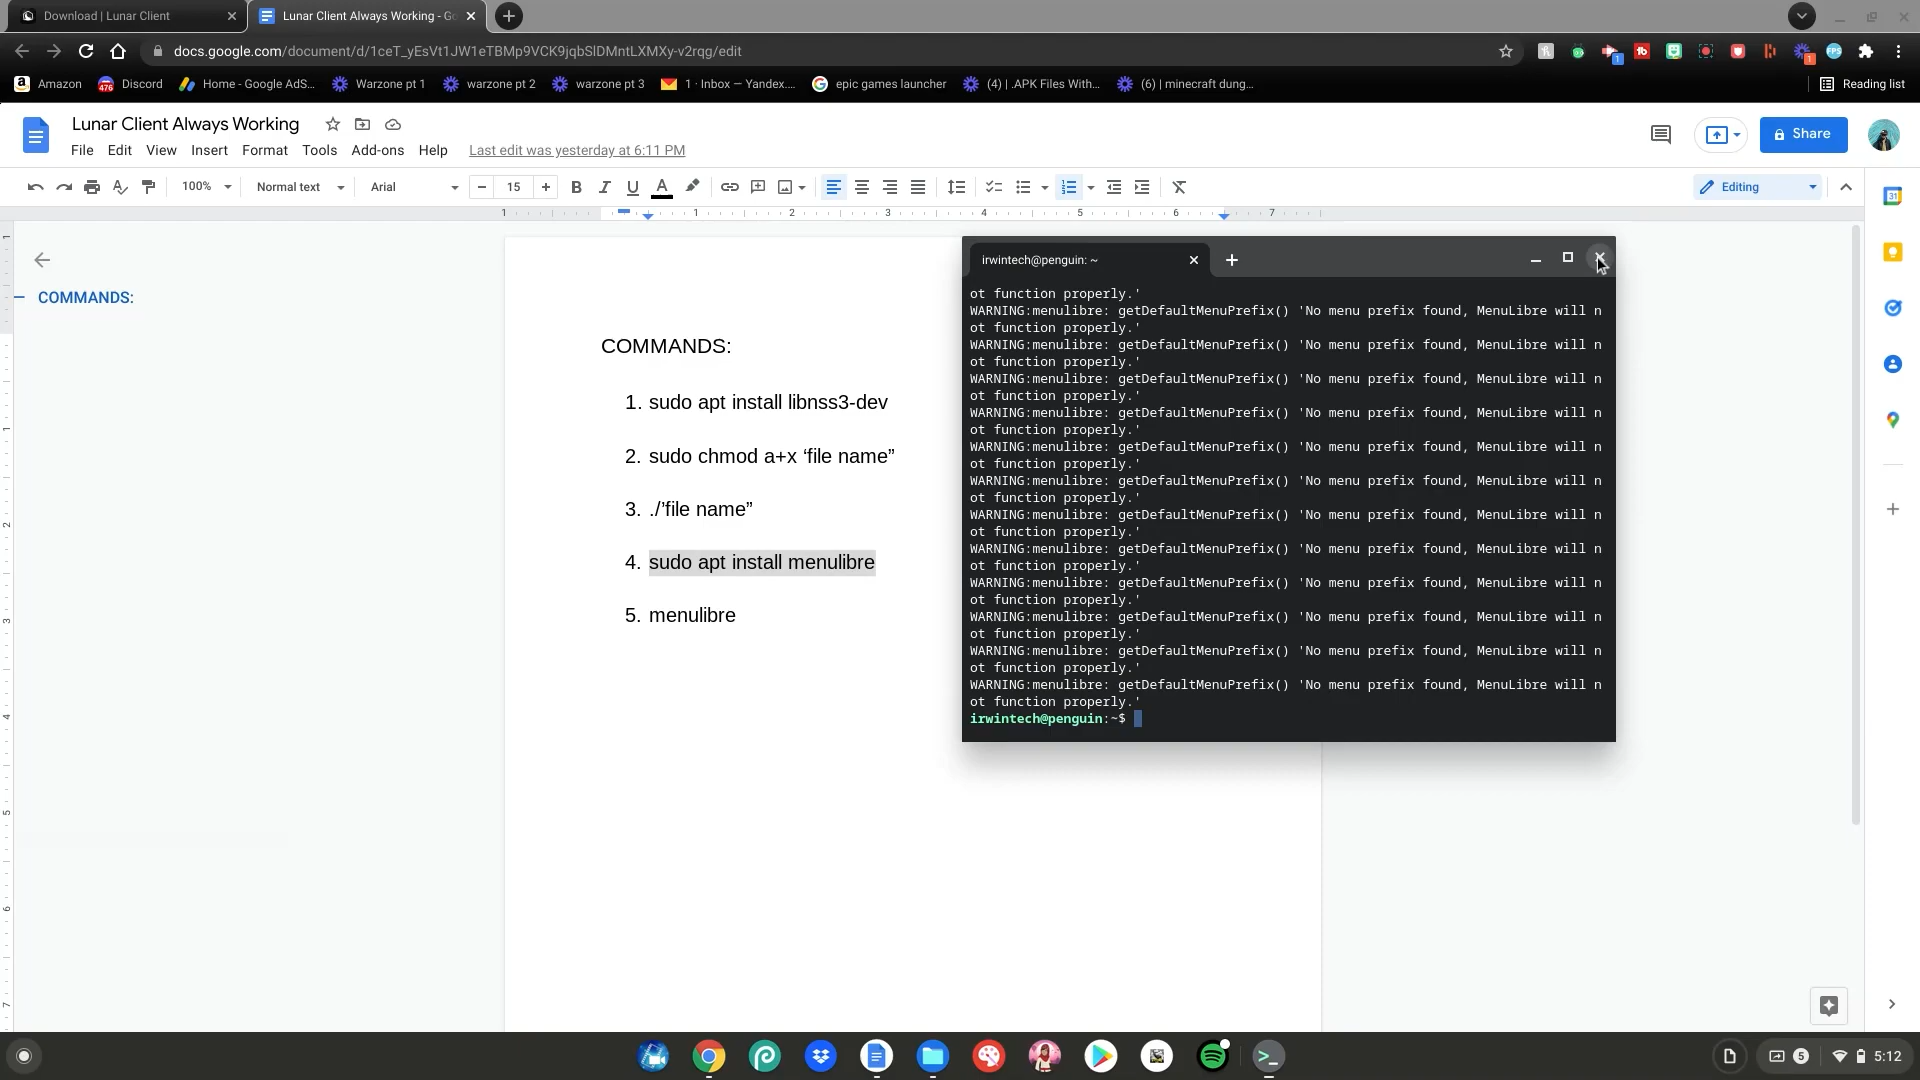 Download | Lunar Client
Lunar Client Always Working - Go
docs.google.com/document/d/1ceT_yEsVt1JW1eTBMp9VCK9jqbSlDMntLXMXy-v2rqg/edit
Amazon
476
Discord
Home - Google AdS...
Warzone pt 1
warzone pt 2
warzone pt 3
1 · Inbox — Yandex....
epic games launcher
(4) | .APK Files With...
(6) | minecraft dung...
Reading list
Lunar Client Always Working
File Edit View Insert Format Tools Add-ons Help Last edit was yesterday at 6:11 PM
Share
100% Normal text Arial 15
Editing
1 1 2 3 4 5 6 7
COMMANDS:
COMMANDS:
1. sudo apt install libnss3-dev
2. sudo chmod a+x ‘file name”
3. ./’file name”
4. sudo apt install menulibre
5. menulibre
irwintech@penguin: ~
ot function properly.'
WARNING:menulibre: getDefaultMenuPrefix() 'No menu prefix found, MenuLibre will n
ot function properly.'
WARNING:menulibre: getDefaultMenuPrefix() 'No menu prefix found, MenuLibre will n
ot function properly.'
WARNING:menulibre: getDefaultMenuPrefix() 'No menu prefix found, MenuLibre will n
ot function properly.'
WARNING:menulibre: getDefaultMenuPrefix() 'No menu prefix found, MenuLibre will n
ot function properly.'
WARNING:menulibre: getDefaultMenuPrefix() 'No menu prefix found, MenuLibre will n
ot function properly.'
WARNING:menulibre: getDefaultMenuPrefix() 'No menu prefix found, MenuLibre will n
ot function properly.'
WARNING:menulibre: getDefaultMenuPrefix() 'No menu prefix found, MenuLibre will n
ot function properly.'
WARNING:menulibre: getDefaultMenuPrefix() 'No menu prefix found, MenuLibre will n
ot function properly.'
WARNING:menulibre: getDefaultMenuPrefix() 'No menu prefix found, MenuLibre will n
ot function properly.'
WARNING:menulibre: getDefaultMenuPrefix() 'No menu prefix found, MenuLibre will n
ot function properly.'
WARNING:menulibre: getDefaultMenuPrefix() 'No menu prefix found, MenuLibre will n
ot function properly.'
WARNING:menulibre: getDefaultMenuPrefix() 'No menu prefix found, MenuLibre will n
ot function properly.'
irwintech@penguin:~$
5
5:12